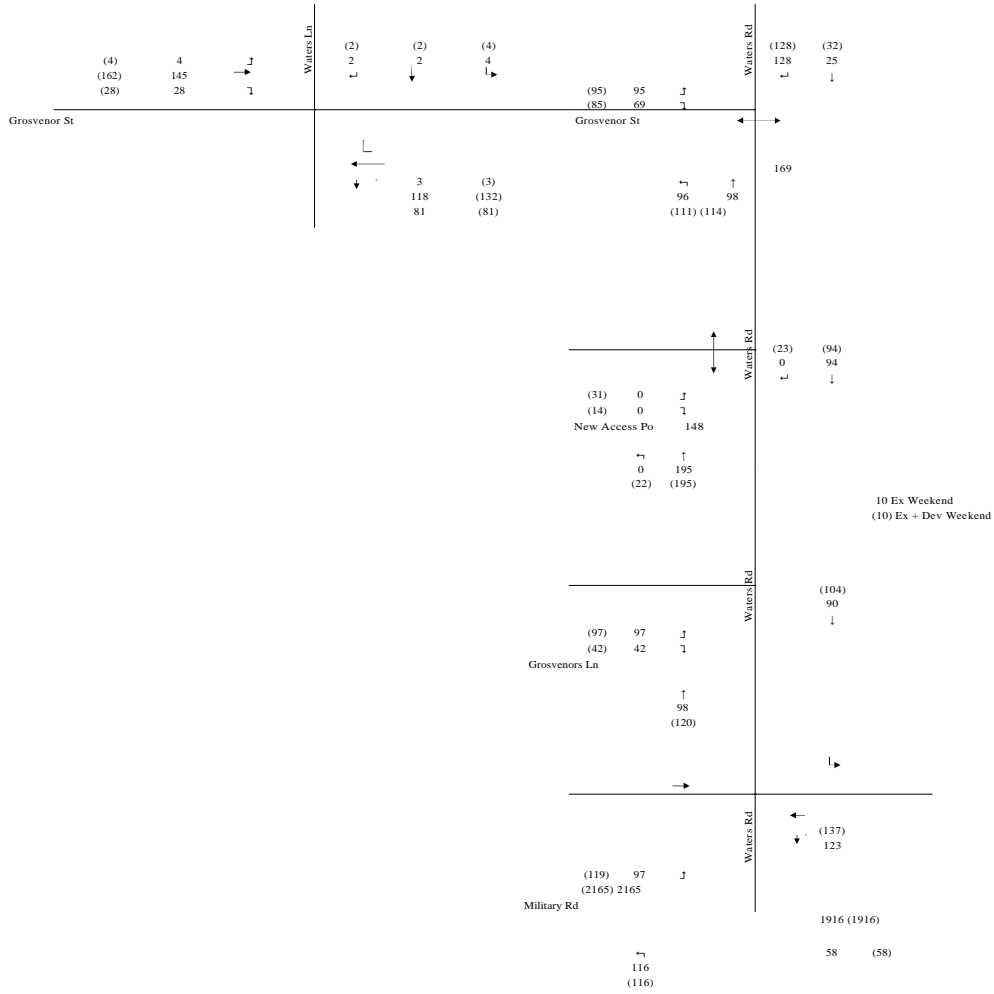 Waters Ln
(2) (2) (4)
2 2 4
(4) 4
(162) 145
(28) 28
Grosvenor St
3 (3)
118 (132)
81 (81)
Waters Rd
(128) (32)
128 25
(95) 95
(85) 69
Grosvenor St
169
96 98
(111) (114)
Waters Rd
(23) (94)
0 94
(31) 0
(14) 0
New Access Po 148
0 195
(22) (195)
10 Ex Weekend
(10) Ex + Dev Weekend
Waters Rd
(104)
90
(97) 97
(42) 42
Grosvenors Ln
98
(120)
Waters Rd
(137)
123
(119) 97
(2165) 2165
Military Rd
1916 (1916)
58 (58)
116
(116)